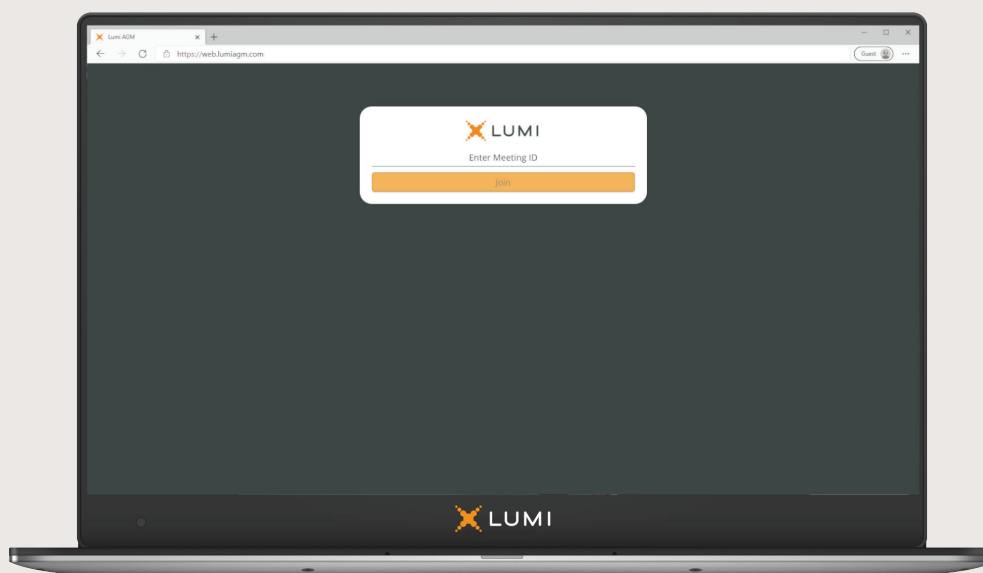 Lumi AGM
https://web.lumiagm.com
Guest
LUMI
Enter Meeting ID
Join
LUMI